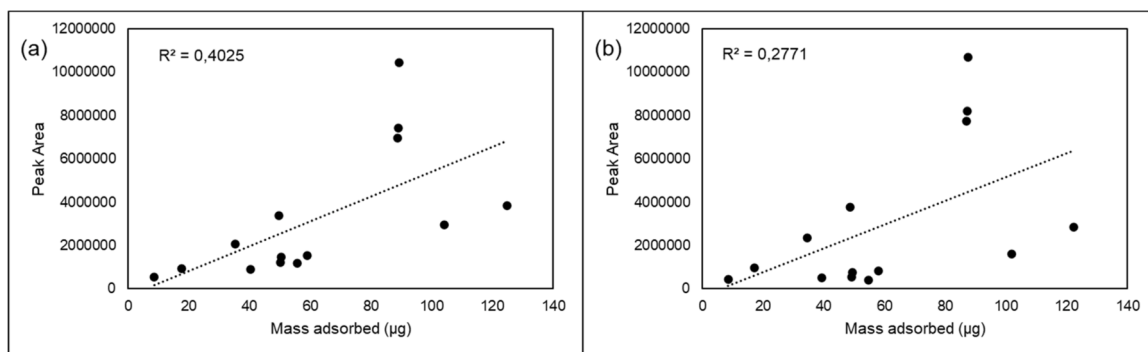 (a)
R² = 0,4025
Peak Area
12000000
10000000
8000000
6000000
4000000
2000000
0
0 20 40 60 80 100 120 140
Mass adsorbed (µg)
(b)
R² = 0,2771
Peak Area
12000000
10000000
8000000
6000000
4000000
2000000
0
0 20 40 60 80 100 120 140
Mass adsorbed (µg)